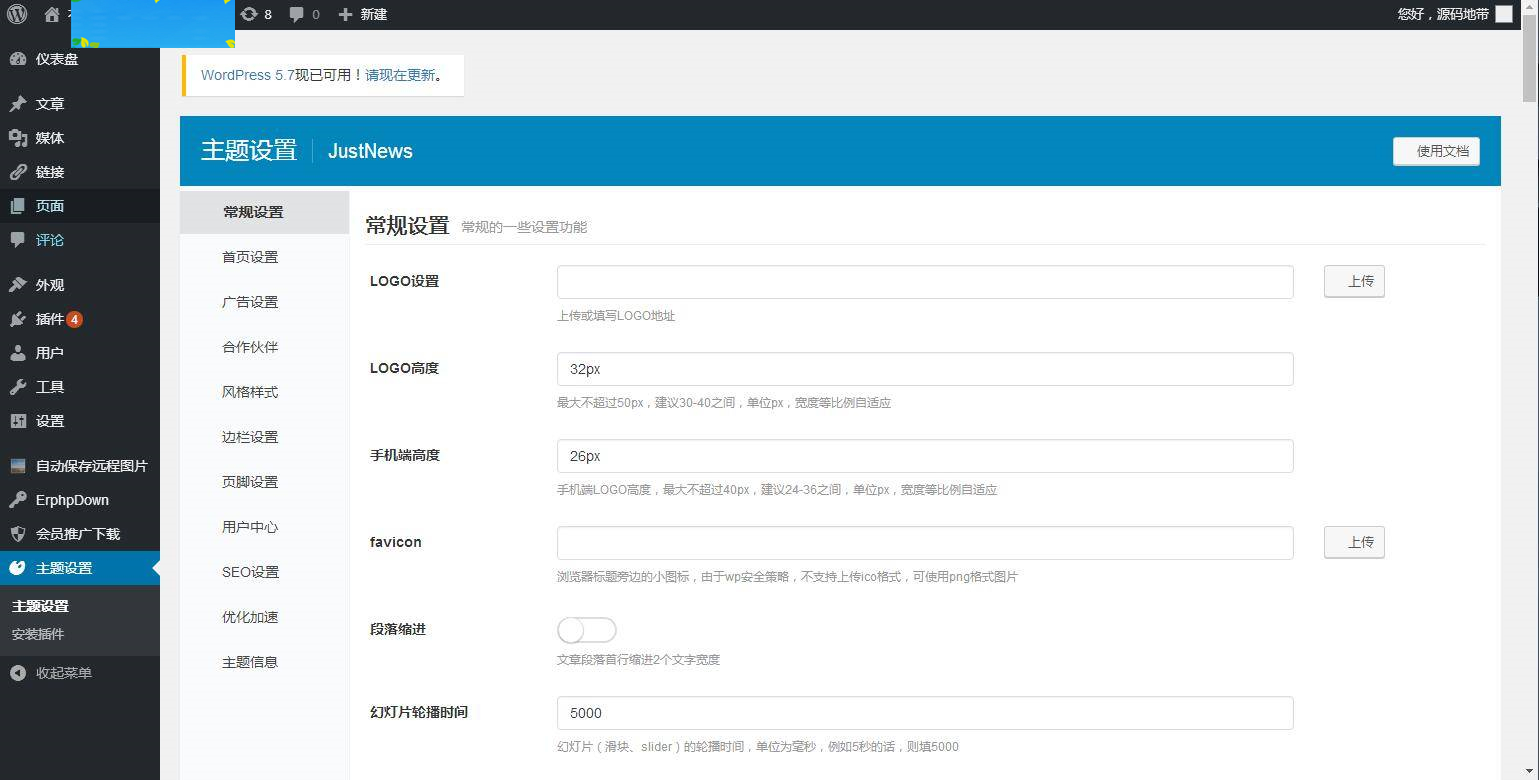 8 0 新建 您好，源码地带
仪表盘
文章
媒体
链接
页面
评论
外观
插件 4
用户
工具
设置
自动保存远程图片
ErphpDown
会员推广下载
主题设置
主题设置
安装插件
收起菜单
WordPress 5.7现已可用！请现在更新。
主题设置 JustNews 使用文档
常规设置
首页设置
广告设置
合作伙伴
风格样式
边栏设置
页脚设置
用户中心
SEO设置
优化加速
主题信息
常规设置 常规的一些设置功能
LOGO设置 上传
上传或填写LOGO地址
LOGO高度 32px
最大不超过50px，建议30-40之间，单位px，宽度等比例自适应
手机端高度 26px
手机端LOGO高度，最大不超过40px，建议24-36之间，单位px，宽度等比例自适应
favicon 上传
浏览器标题旁边的小图标，由于wp安全策略，不支持上传ico格式，可使用png格式图片
段落缩进
文章段落首行缩进2个文字宽度
幻灯片轮播时间 5000
幻灯片（滑块、slider）的轮播时间，单位为毫秒，例如5秒的话，则填5000